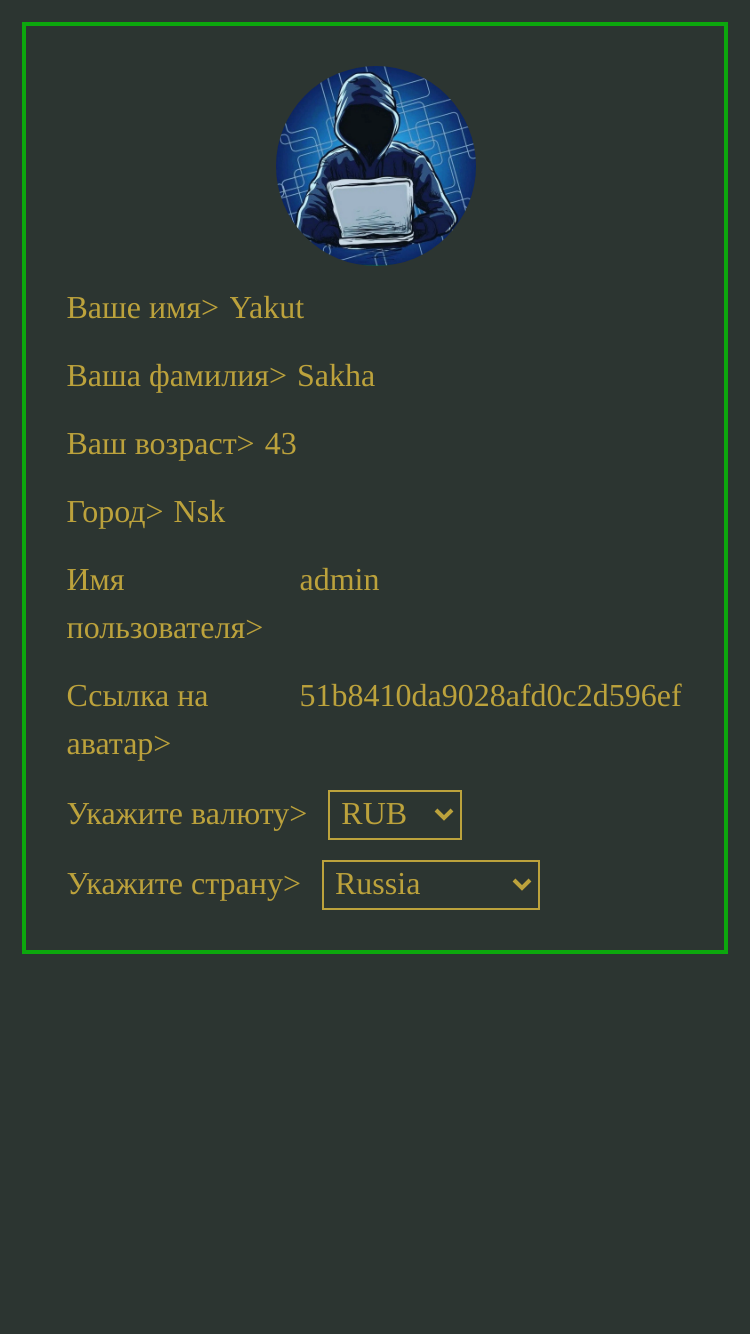 Ваше имя> Yakut
Ваша фамилия> Sakha
Ваш возраст> 43
Город> Nsk
Имя admin
пользователя>
Ссылка на 51b8410da9028afd0c2d596ef
аватар>
Укажите валюту> RUB
Укажите страну> Russia